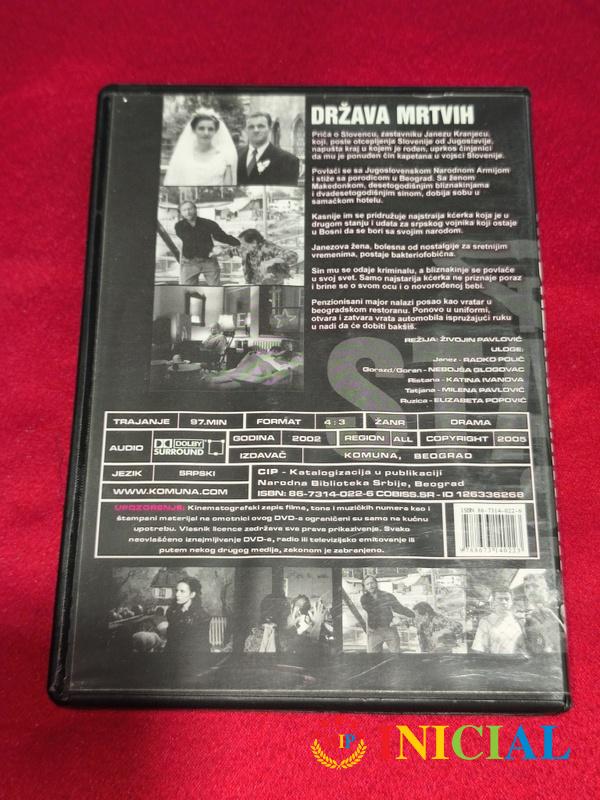 DRŽAVA MRTVIH
Priča o Slovencu, zastavniku Janezu Kranjecu,
koji, posle otcepljenja Slovenije od Jugoslavije,
napušta kraj u kojem je rođen, uprkos činjenici
da mu je ponuđen čin kapetana u vojsci Slovenije.
Povlači se sa Jugoslovenskom Narodnom Armijom
i stiže sa porodicom u Beograd. Sa ženom
Makedonkom, desetogodišnjim bliznakinjama
i dvadesetogodišnjim sinom, dobija sobu u
samačkom hotelu.
Kasnije im se pridružuje najstraija kćerka koja je u
drugom stanju i udata za srpskog vojnika koji ostaje
u Bosni da se bori sa svojim narodom.
Janezova žena, bolesna od nostalgije za sretnijim
vremenima, postaje bakteriofobična.
Sin mu se odaje kriminalu, a bliznakinje se povlače
u svoj svet. Samo najstarija kćerka ne priznaje poraz
i brine se o svom ocu i o novorođenoj bebi.
Penzionisani major nalazi posao kao vratar u
beogradskom restoranu. Ponovo u uniformi,
otvara i zatvara vrata automobila ispružajući ruku
u nadi da će dobiti bakšiš.
REŽIJA: ŽIVOJIN PAVLOVIĆ
ULOGE:
Janez - RADKO POLIČ
Gorazd/Goran - NEBOJŠA GLOGOVAC
Ristana - KATINA IVANOVA
Tatjana - MILENA PAVLOVIĆ
Ruzica - ELIZABETA POPOVIĆ
TRAJANJE 97.MIN FORMAT 4:3 ŽANR DRAMA
AUDIO DOLBY SURROUND GODINA 2002 REGION ALL COPYRIGHT 2005
IZDAVAČ KOMUNA, BEOGRAD
JEZIK SRPSKI CIP - Katalogizacija u publikaciji
Narodna Biblioteka Srbije, Beograd
WWW.KOMUNA.COM ISBN: 86-7314-022-6 COBISS.SR - ID 126336268
UPOZORENJE: Kinematografski zapis filma, tona i muzičkih numera kao i
štampani materijal na omotnici ovog DVD-a ograničeni su samo na kućnu
upotrebu. Vlasnik licence zadržava sve prava prikazivanja. Svako
neovlašćeno iznajmljivanje DVD-a, radio ili televizijsko emitovanje ili
putem nekog drugog medija, zakonom je zabranjeno.
ISBN 86-7314-022-6
9788673140223
IP INICIAL